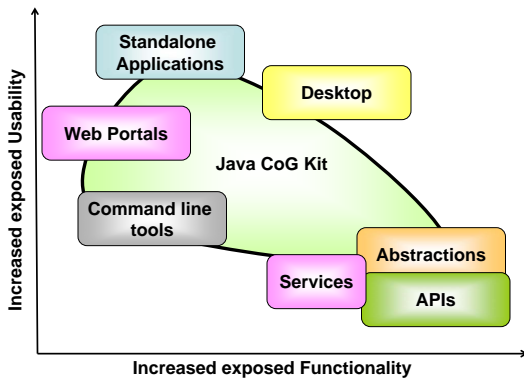 Increased exposed Usability
Standalone
Applications
Desktop
Web Portals
Java CoG Kit
Command line
tools
Abstractions
Services
APIs
Increased exposed Functionality